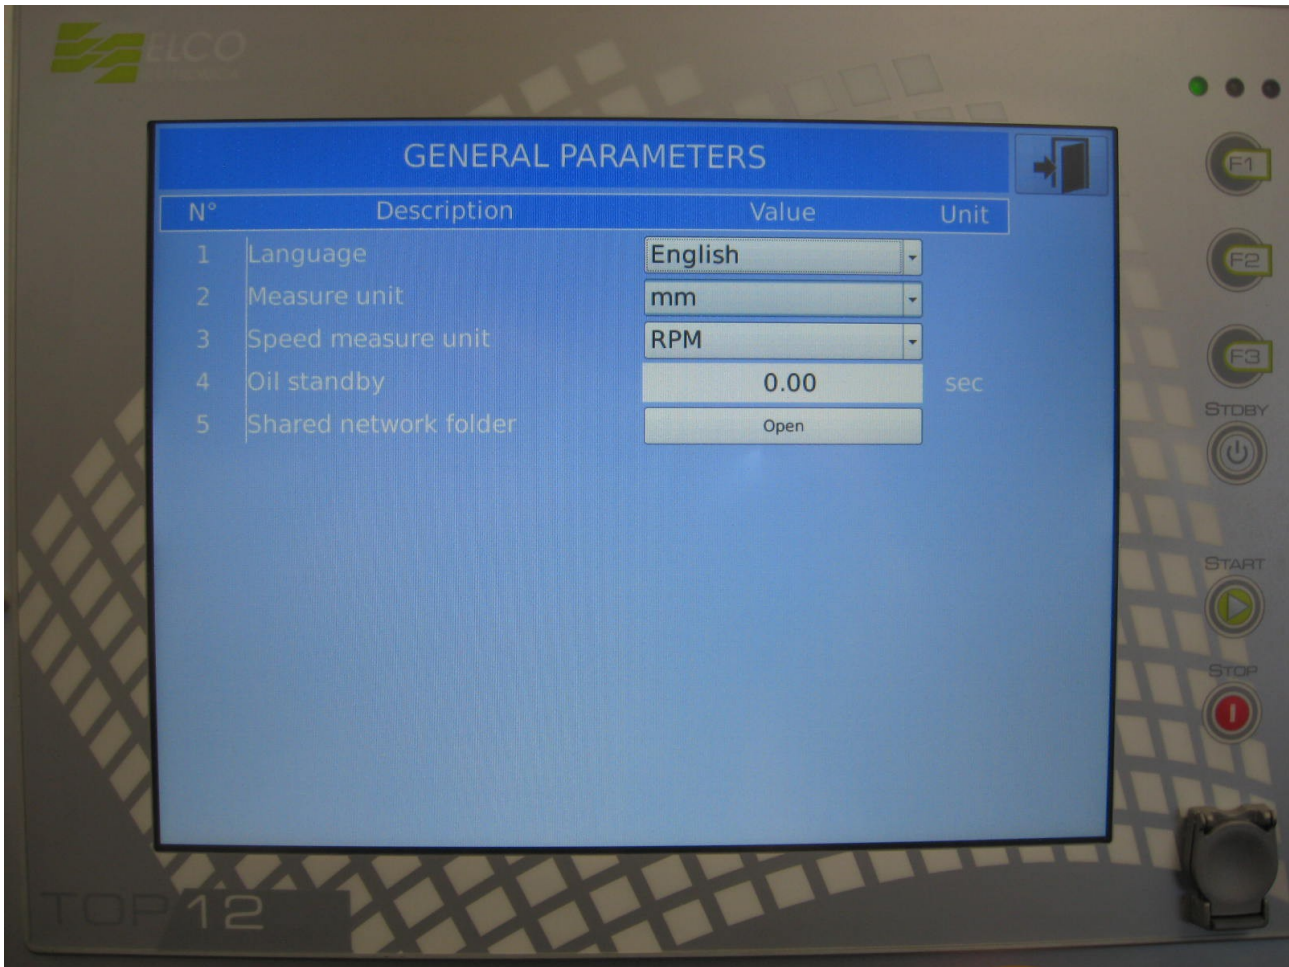 ELCO
GENERAL PARAMETERS
N° Description Value Unit
1 Language English
2 Measure unit mm
3 Speed measure unit RPM
4 Oil standby 0.00 sec
5 Shared network folder Open
F1
F2
F3
STDBY
START
STOP
TOP 12